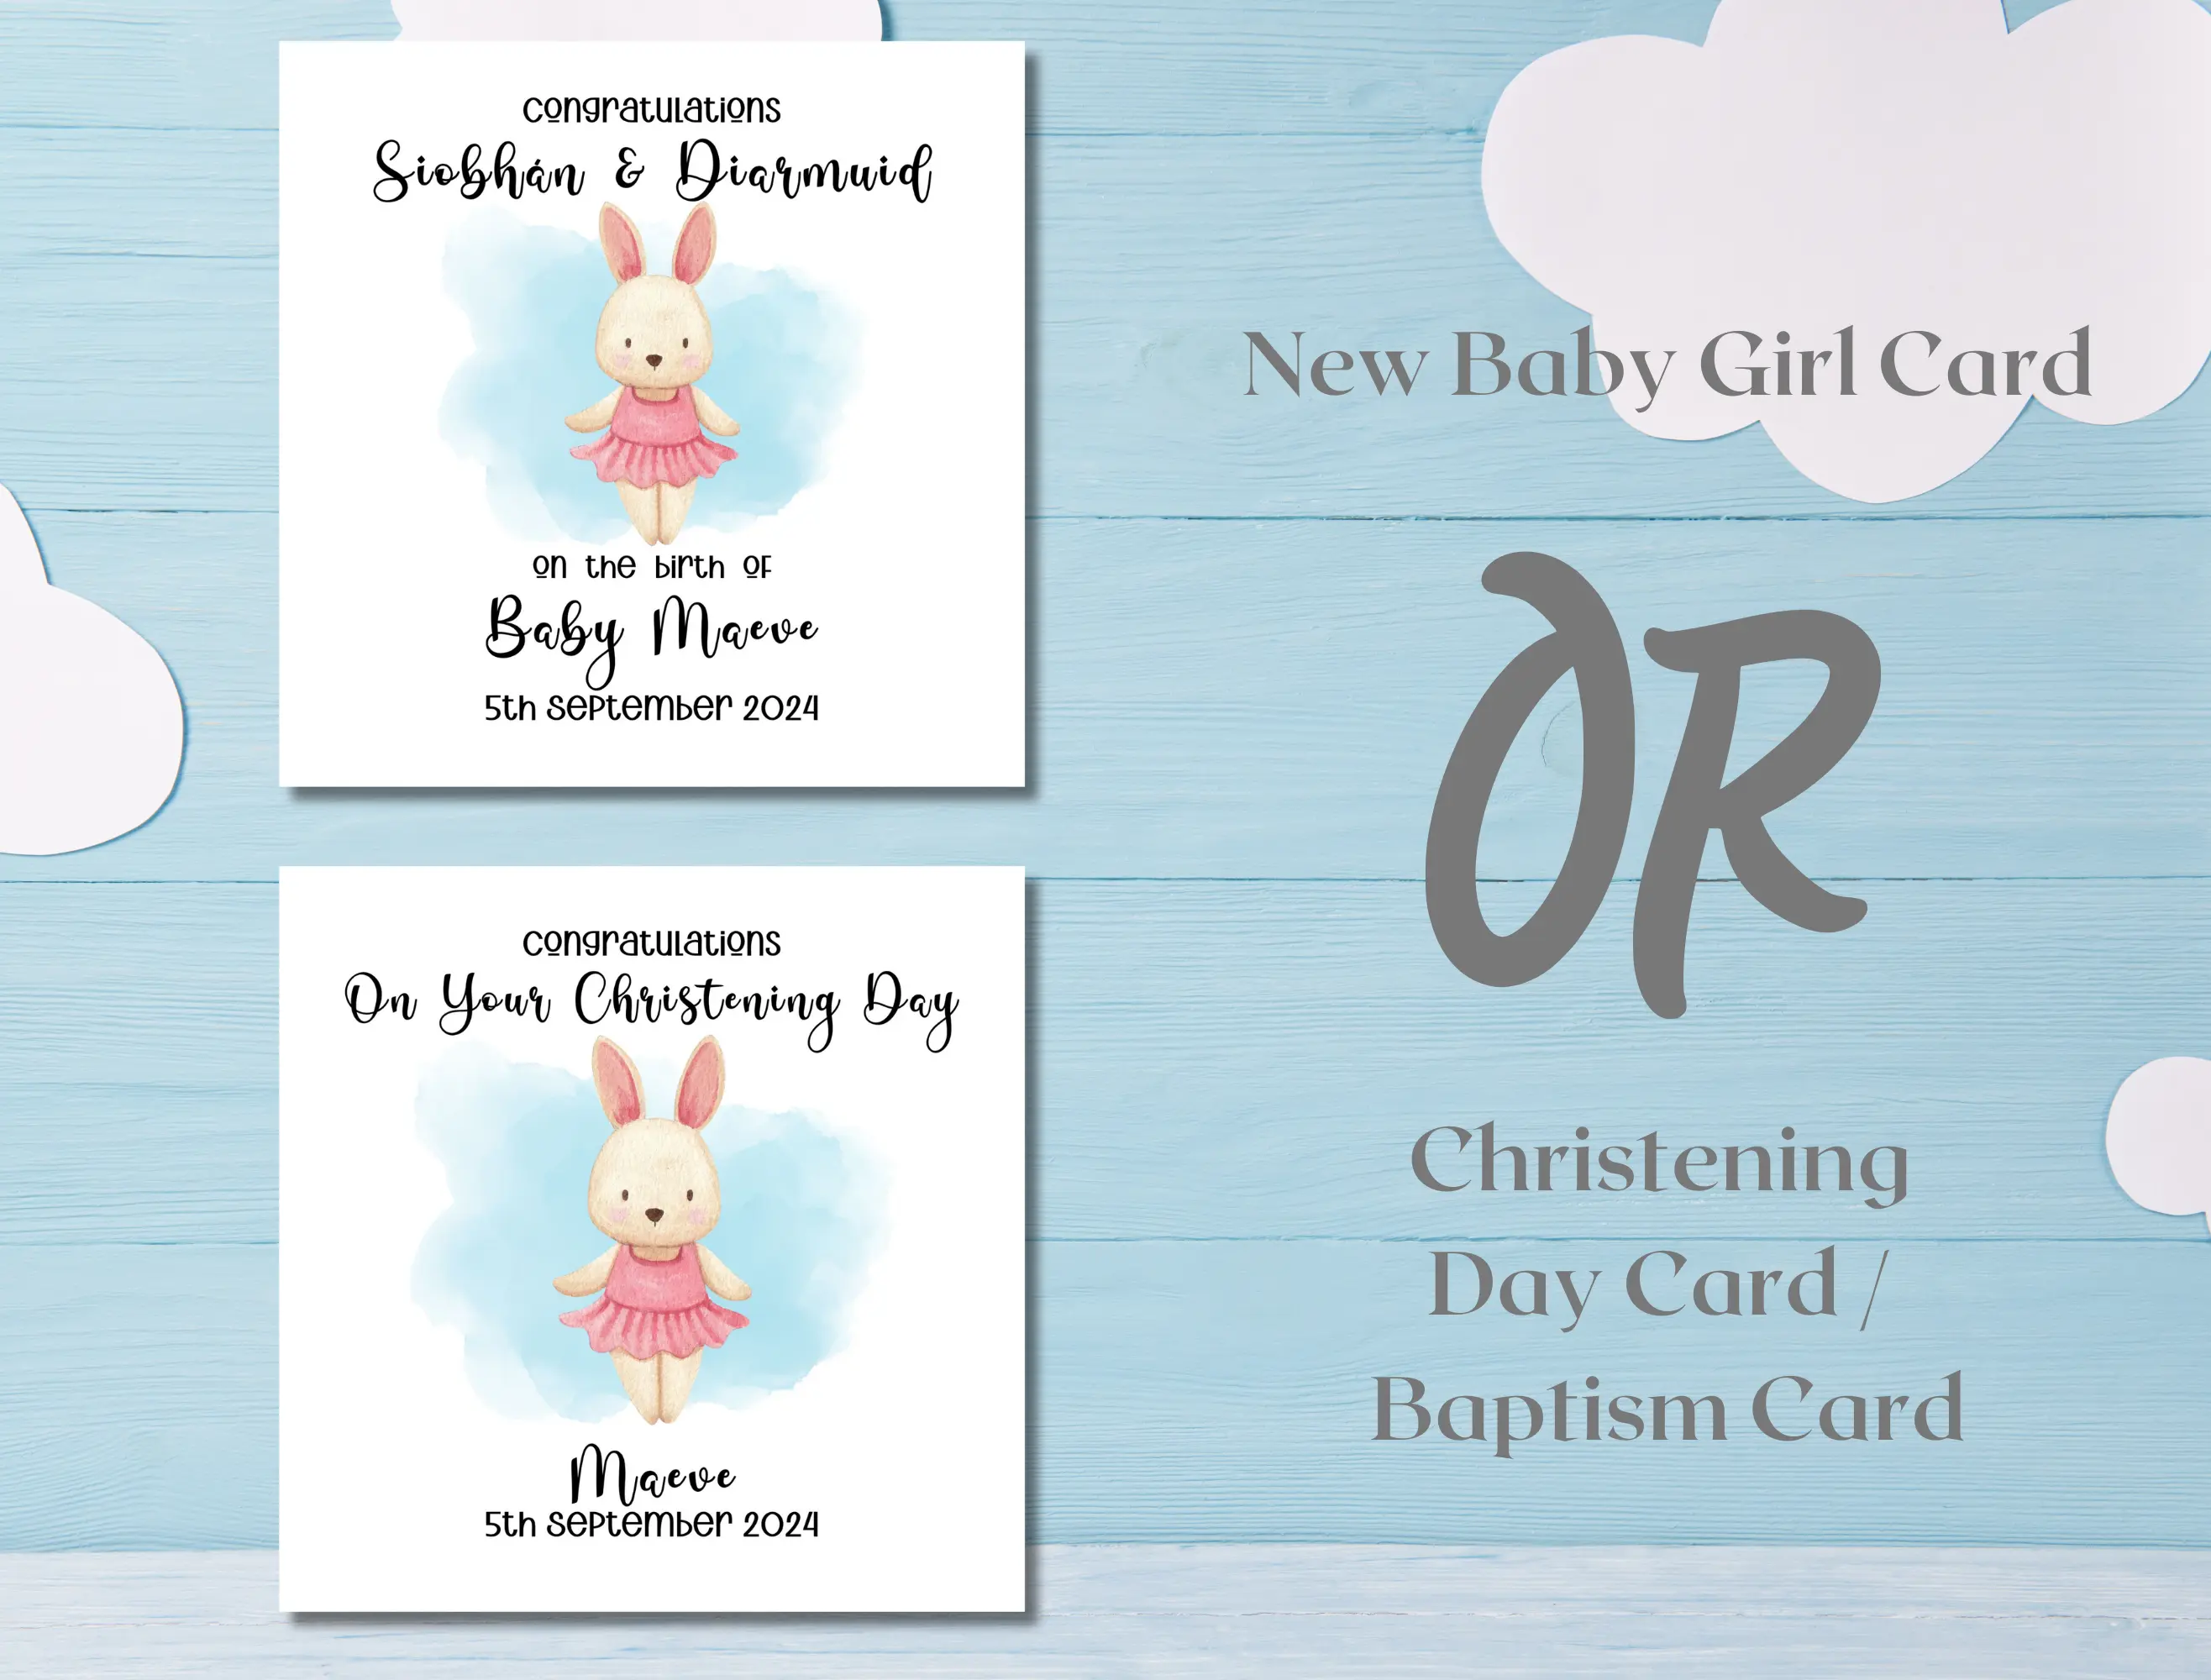 Congratulations
Siobhán & Diarmuid
on the birth of
Baby Maeve
5th September 2024
New Baby Girl Card
OR
Congratulations
On Your Christening Day
Maeve
5th September 2024
Christening
Day Card /
Baptism Card